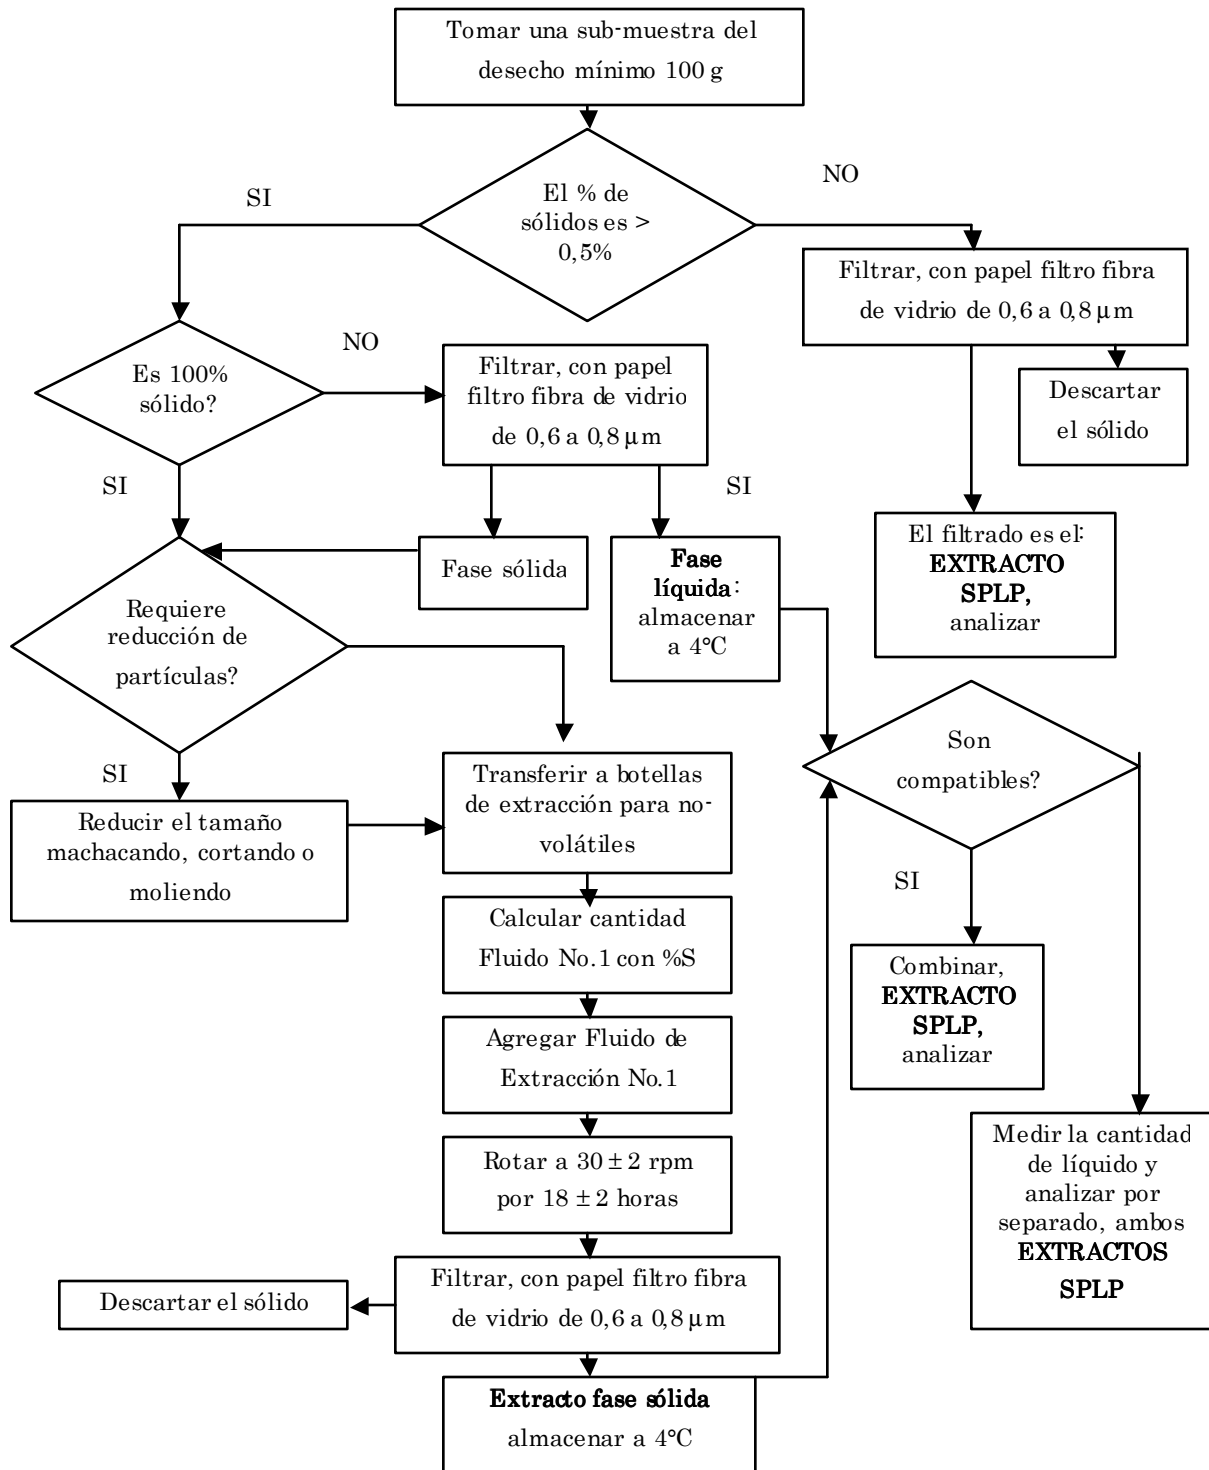 Tomar una sub-muestra del
desecho mínimo 100 g
El % de
sólidos es >
0,5%
SI
NO
Filtrar, con papel filtro fibra
de vidrio de 0,6 a 0,8 µm
Descartar
el sólido
El filtrado es el:
EXTRACTO
SPLP,
analizar
Es 100%
sólido?
NO
SI
Filtrar, con papel
filtro fibra de vidrio
de 0,6 a 0,8 µm
SI
Fase sólida
Fase
líquida:
almacenar
a 4°C
Requiere
reducción de
partículas?
SI
Reducir el tamaño
machacando, cortando o
moliendo
Transferir a botellas
de extracción para no-
volátiles
Calcular cantidad
Fluido No.1 con %S
Agregar Fluido de
Extracción No.1
Rotar a 30 ± 2 rpm
por 18 ± 2 horas
Filtrar, con papel filtro fibra
de vidrio de 0,6 a 0,8 µm
Descartar el sólido
Extracto fase sólida
almacenar a 4°C
Son
compatibles?
SI
Combinar,
EXTRACTO
SPLP,
analizar
Medir la cantidad
de líquido y
analizar por
separado, ambos
EXTRACTOS
SPLP